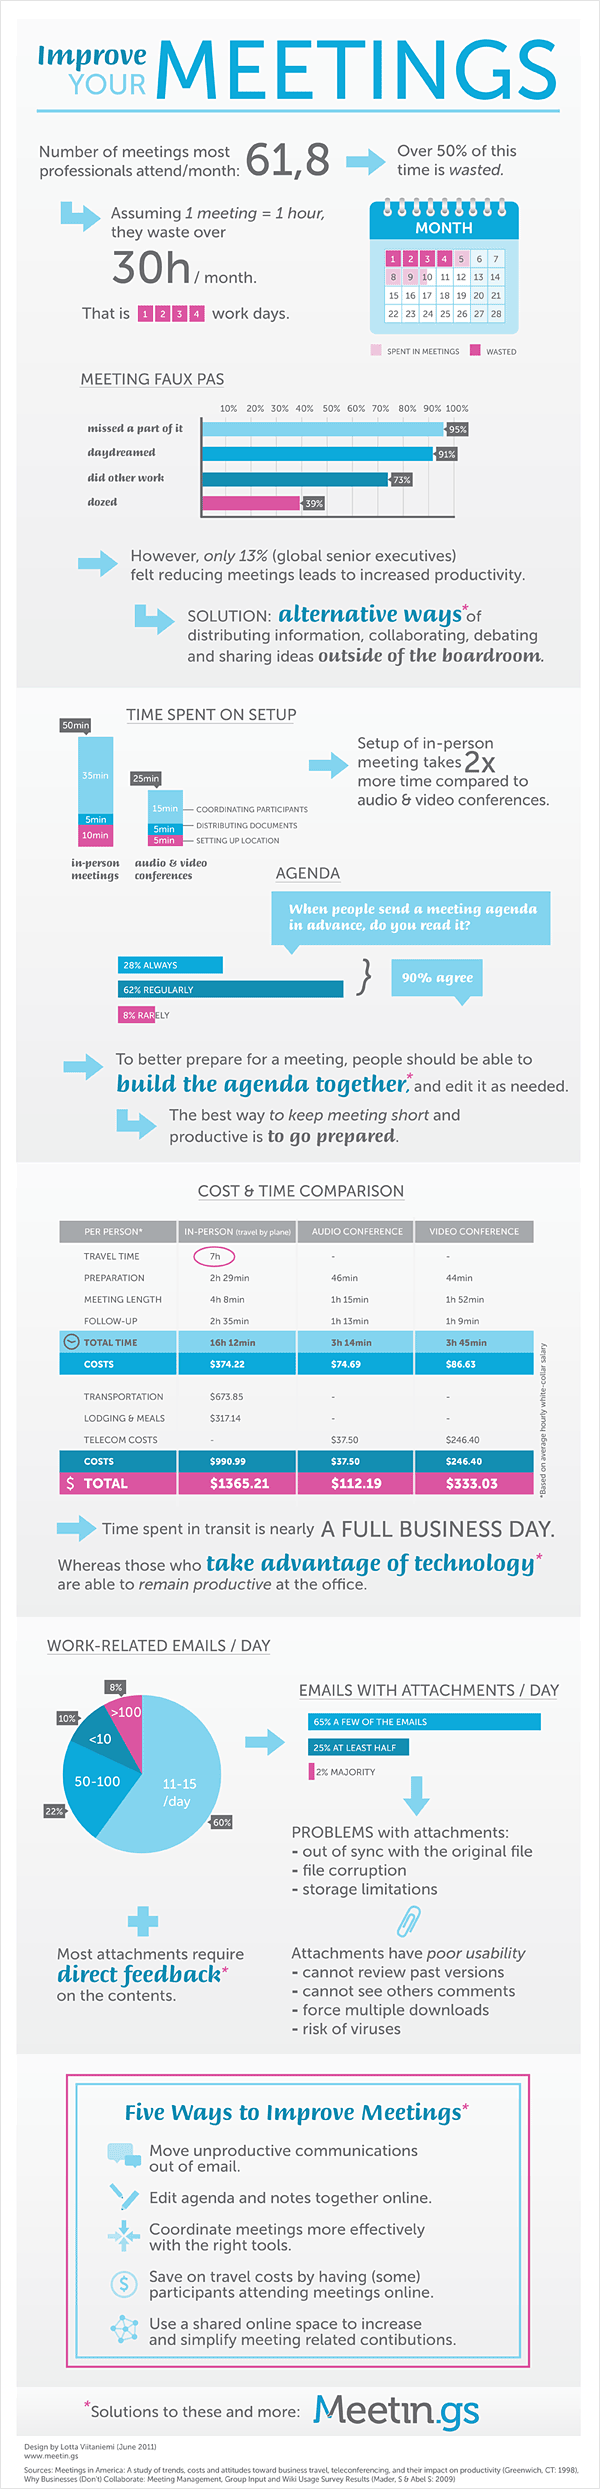 Improve
YOUR
MEETINGS
Number of meetings most
professionals attend/month:
61,8
Over 50% of this
time is wasted.
Assuming 1 meeting = 1 hour,
they waste over
30h / month.
That is 1 2 3 4 work days.
MONTH
1 2 3 4 5 6 7
8 9 10 11 12 13 14
15 16 17 18 19 20 21
22 23 24 25 26 27 28
SPENT IN MEETINGS WASTED
MEETING FAUX PAS
10% 20% 30% 40% 50% 60% 70% 80% 90% 100%
missed a part of it 95%
daydreamed 91%
did other work 73%
dozed 39%
However, only 13% (global senior executives)
felt reducing meetings leads to increased productivity.
SOLUTION: alternative ways* of
distributing information, collaborating, debating
and sharing ideas outside of the boardroom.
TIME SPENT ON SETUP
50min
35min
5min
10min
in-person
meetings
25min
15min COORDINATING PARTICIPANTS
5min DISTRIBUTING DOCUMENTS
5min SETTING UP LOCATION
audio & video
conferences
Setup of in-person
meeting takes 2x
more time compared to
audio & video conferences.
AGENDA
When people send a meeting agenda
in advance, do you read it?
28% ALWAYS
62% REGULARLY
8% RARELY
} 90% agree
To better prepare for a meeting, people should be able to
build the agenda together,* and edit it as needed.
The best way to keep meeting short and
productive is to go prepared.
COST & TIME COMPARISON
PER PERSON* IN-PERSON (travel by plane) AUDIO CONFERENCE VIDEO CONFERENCE
TRAVEL TIME 7h - -
PREPARATION 2h 29min 46min 44min
MEETING LENGTH 4h 8min 1h 15min 1h 52min
FOLLOW-UP 2h 35min 1h 13min 1h 9min
TOTAL TIME 16h 12min 3h 14min 3h 45min
COSTS $374.22 $74.69 $86.63
TRANSPORTATION $673.85 - -
LODGING & MEALS $317.14 - -
TELECOM COSTS - $37.50 $246.40
COSTS $990.99 $37.50 $246.40
$ TOTAL $1365.21 $112.19 $333.03
*Based on average hourly white-collar salary
Time spent in transit is nearly A FULL BUSINESS DAY.
Whereas those who take advantage of technology*
are able to remain productive at the office.
WORK-RELATED EMAILS / DAY
8%
>100
10%
<10
50-100
22%
11-15
/day
60%
EMAILS WITH ATTACHMENTS / DAY
65% A FEW OF THE EMAILS
25% AT LEAST HALF
2% MAJORITY
PROBLEMS with attachments:
- out of sync with the original file
- file corruption
- storage limitations
Most attachments require
direct feedback*
on the contents.
Attachments have poor usability
- cannot review past versions
- cannot see others comments
- force multiple downloads
- risk of viruses
Five Ways to Improve Meetings*
Move unproductive communications
out of email.
Edit agenda and notes together online.
Coordinate meetings more effectively
with the right tools.
$
Save on travel costs by having (some)
participants attending meetings online.
Use a shared online space to increase
and simplify meeting related contibutions.
*Solutions to these and more: Meetin.gs
Design by Lotta Viitaniemi (June 2011)
www.meetin.gs
Sources: Meetings in America: A study of trends, costs and attitudes toward business travel, teleconferencing, and their impact on productivity (Greenwich, CT: 1998),
Why Businesses (Don't) Collaborate: Meeting Management, Group Input and Wiki Usage Survey Results (Mader, S & Abel S: 2009)